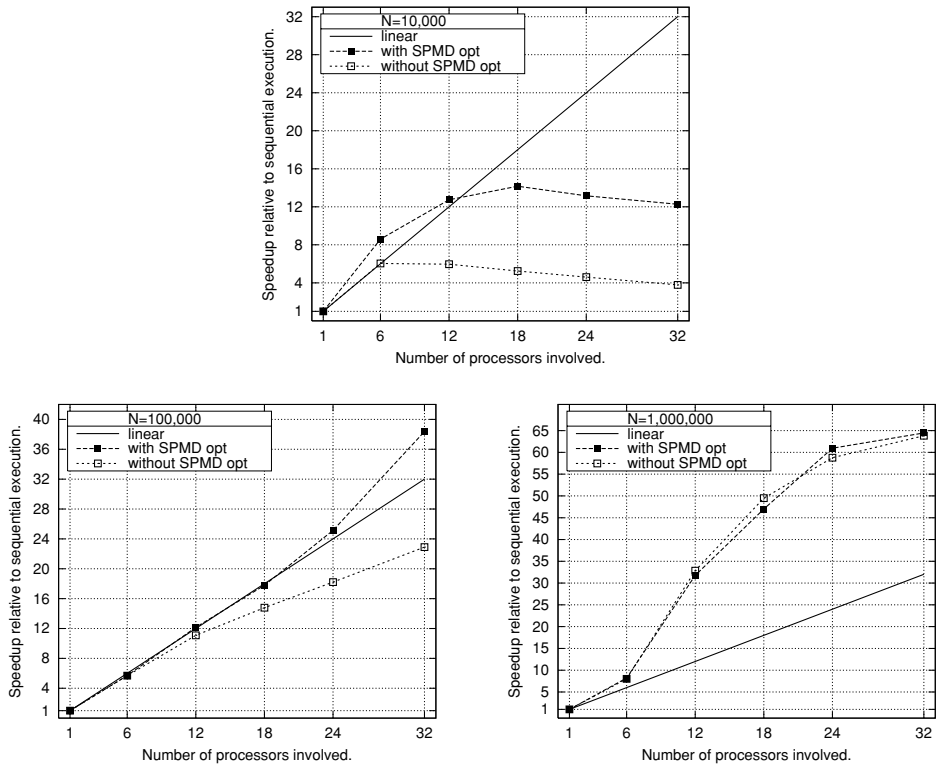 N=10,000
linear
with SPMD opt
without SPMD opt
Speedup relative to sequential execution.
32
28
24
20
16
12
8
4
1
1 6 12 18 24 32
Number of processors involved.
N=100,000
linear
with SPMD opt
without SPMD opt
Speedup relative to sequential execution.
40
36
32
28
24
20
16
12
8
4
1
1 6 12 18 24 32
Number of processors involved.
N=1,000,000
linear
with SPMD opt
without SPMD opt
Speedup relative to sequential execution.
65
60
55
50
45
40
35
30
25
20
15
10
5
1
1 6 12 18 24 32
Number of processors involved.